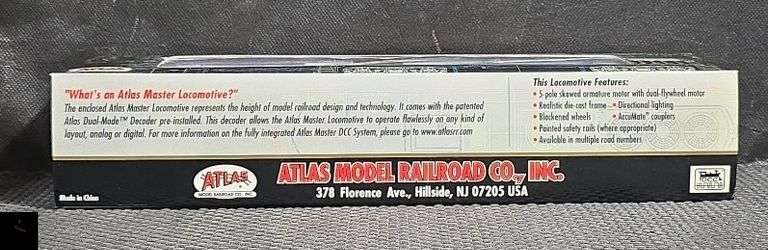 "What's an Atlas Master Locomotive?"
The enclosed Atlas Master Locomotive represents the height of model railroad design and technology. It comes with the patented
Atlas Dual-Mode™ Decoder pre-installed. This decoder allows the Atlas Master Locomotive to operate flawlessly on any kind of
layout, analog or digital. For more information on the fully integrated Atlas Master DCC System, please go to www.atlasrr.com
This Locomotive Features:
• 5-pole skewed armature motor with dual-flywheel motor
• Realistic die-cast frame • Directional lighting
• Blackened wheels • AccuMate® couplers
• Painted safety rails (where appropriate)
• Available in multiple road numbers
ATLAS
MODEL RAILROAD CO., INC.
ATLAS MODEL RAILROAD CO., INC.
378 Florence Ave., Hillside, NJ 07205 USA
Made in China
DCC